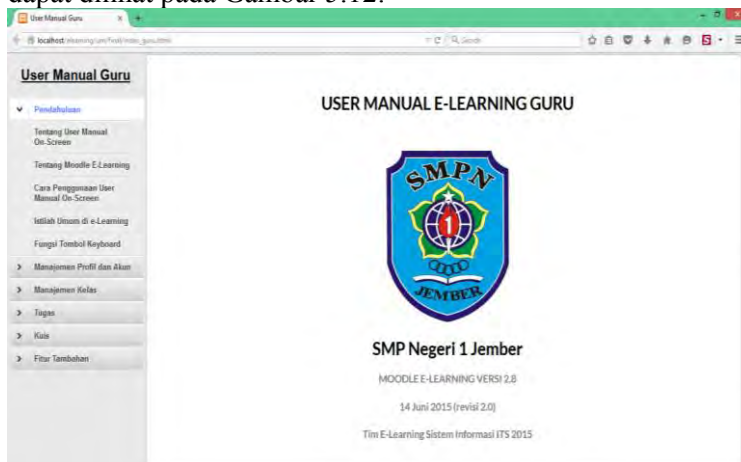 dapat dilihat pada Gambar 5.12.
User Manual Guru
localhost
Search
User Manual Guru
Pendahuluan
Tentang User Manual
On-Screen
Tentang Moodle E-Learning
Cara Penggunaan User
Manual On-Screen
Istilah Umum di e-Learning
Fungsi Tombol Keyboard
Manajemen Profil dan Akun
Manajemen Kelas
Tugas
Kuis
Fitur Tambahan
USER MANUAL E-LEARNING GURU
SMPN
1
JEMBER
SMP Negeri 1 Jember
MOODLE E-LEARNING VERSI 2.8
14 Juni 2015 (revisi 2.0)
Tim E-Learning Sistem Informasi ITS 2015